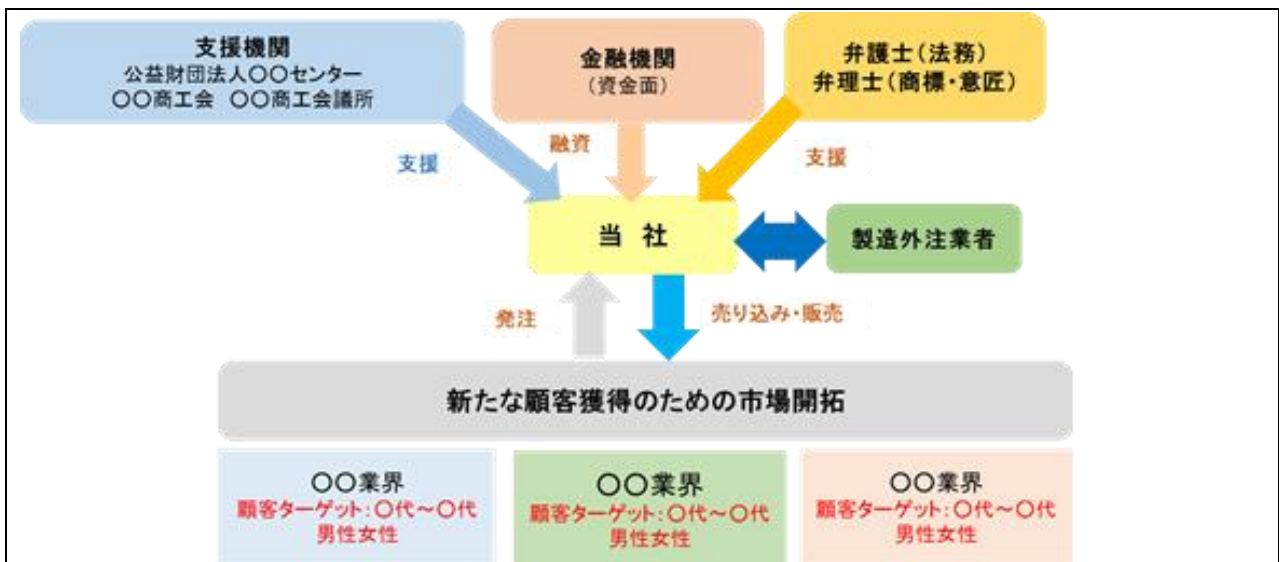 支援機関
公益財団法人〇〇センター
〇〇商工会 〇〇商工会議所
金融機関
(資金面)
弁護士(法務)
弁理士(商標・意匠)
支援
融資
支援
当 社
製造外注業者
発注
売り込み・販売
新たな顧客獲得のための市場開拓
〇〇業界
顧客ターゲット:〇代~〇代
男性女性
〇〇業界
顧客ターゲット:〇代~〇代
男性女性
〇〇業界
顧客ターゲット:〇代~〇代
男性女性